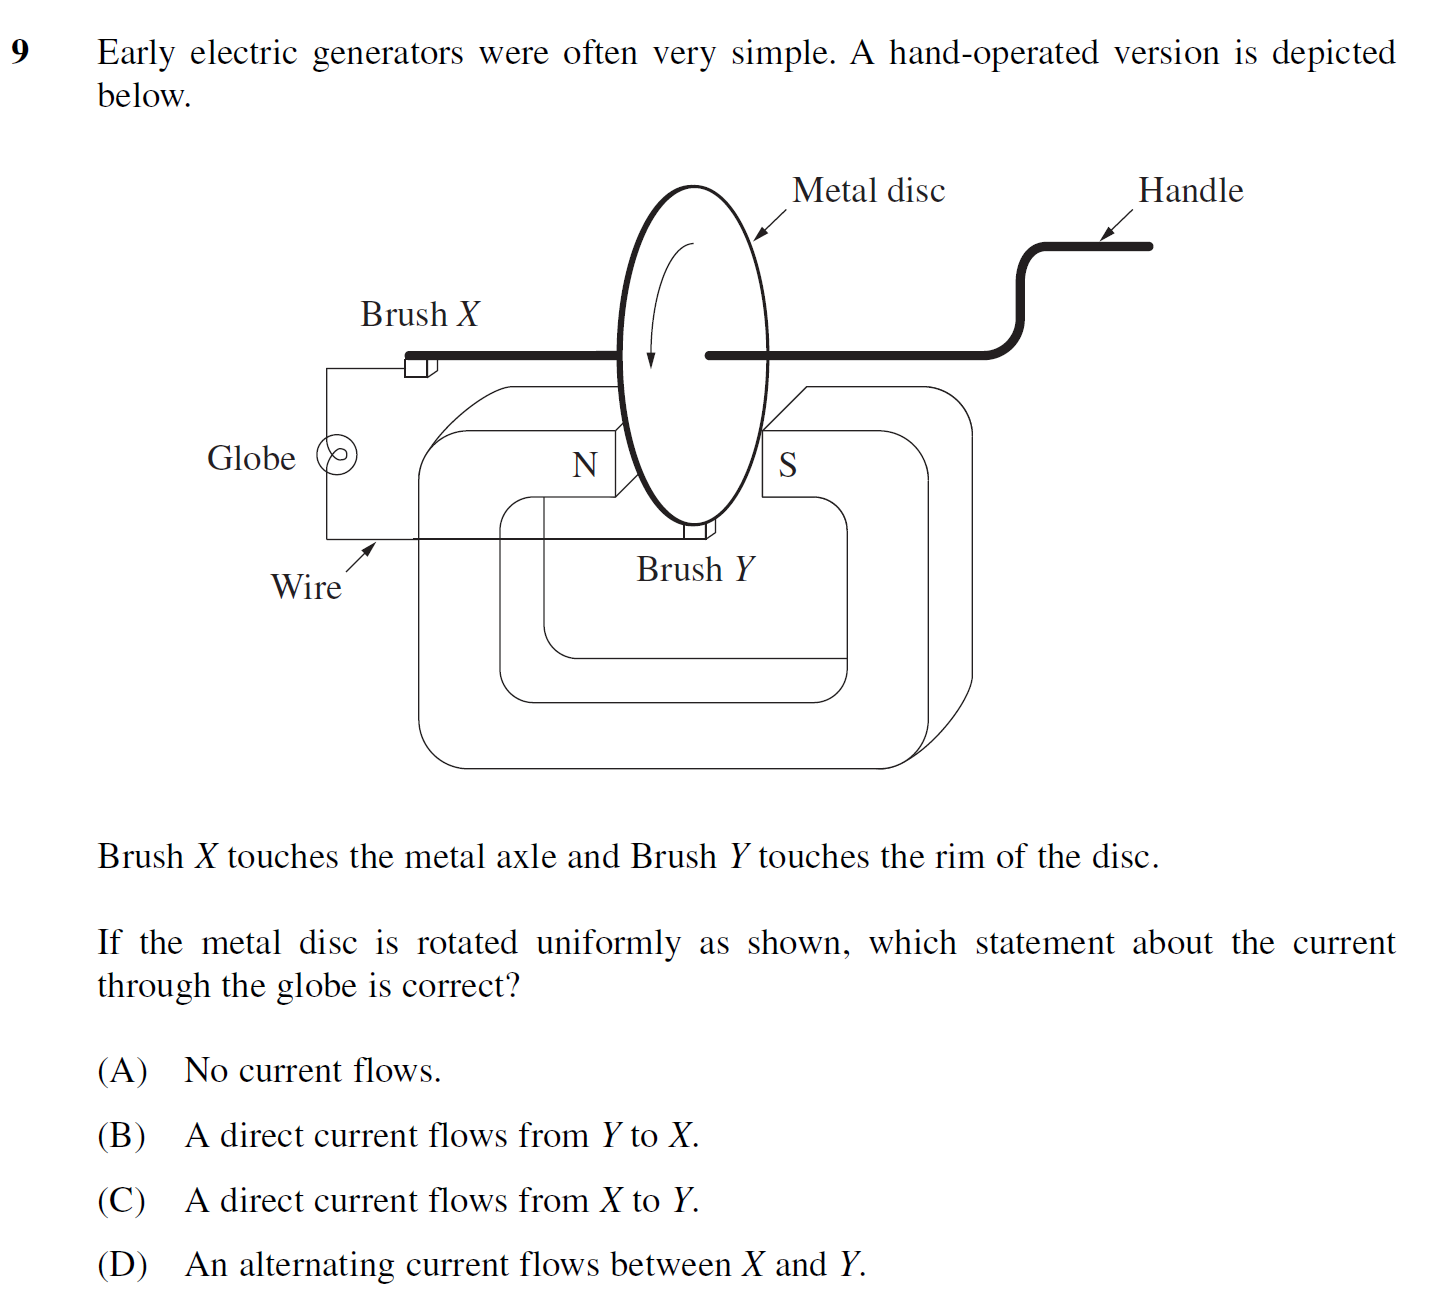 9 Early electric generators were often very simple. A hand-operated version is depicted
below.
Metal disc
Handle
Brush X
Globe
N
S
Brush Y
Wire
Brush X touches the metal axle and Brush Y touches the rim of the disc.
If the metal disc is rotated uniformly as shown, which statement about the current
through the globe is correct?
(A) No current flows.
(B) A direct current flows from Y to X.
(C) A direct current flows from X to Y.
(D) An alternating current flows between X and Y.